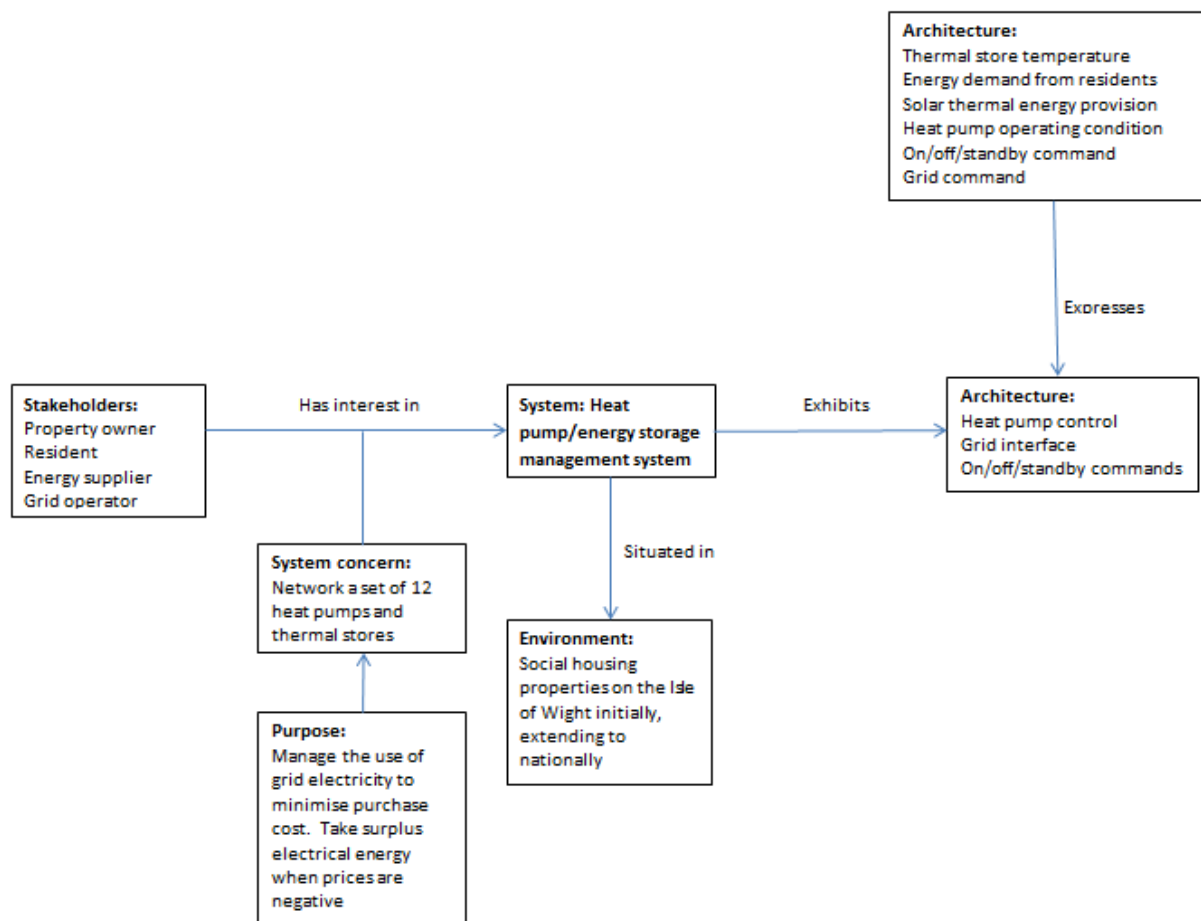 Architecture:
Thermal store temperature
Energy demand from residents
Solar thermal energy provision
Heat pump operating condition
On/off/standby command
Grid command
Expresses
Stakeholders:
Property owner
Resident
Energy supplier
Grid operator
Has interest in
System: Heat
pump/energy storage
management system
Exhibits
Architecture:
Heat pump control
Grid interface
On/off/standby commands
System concern:
Network a set of 12
heat pumps and
thermal stores
Situated in
Environment:
Social housing
properties on the Isle
of Wight initially,
extending to
nationally
Purpose:
Manage the use of
grid electricity to
minimise purchase
cost.  Take surplus
electrical energy
when prices are
negative